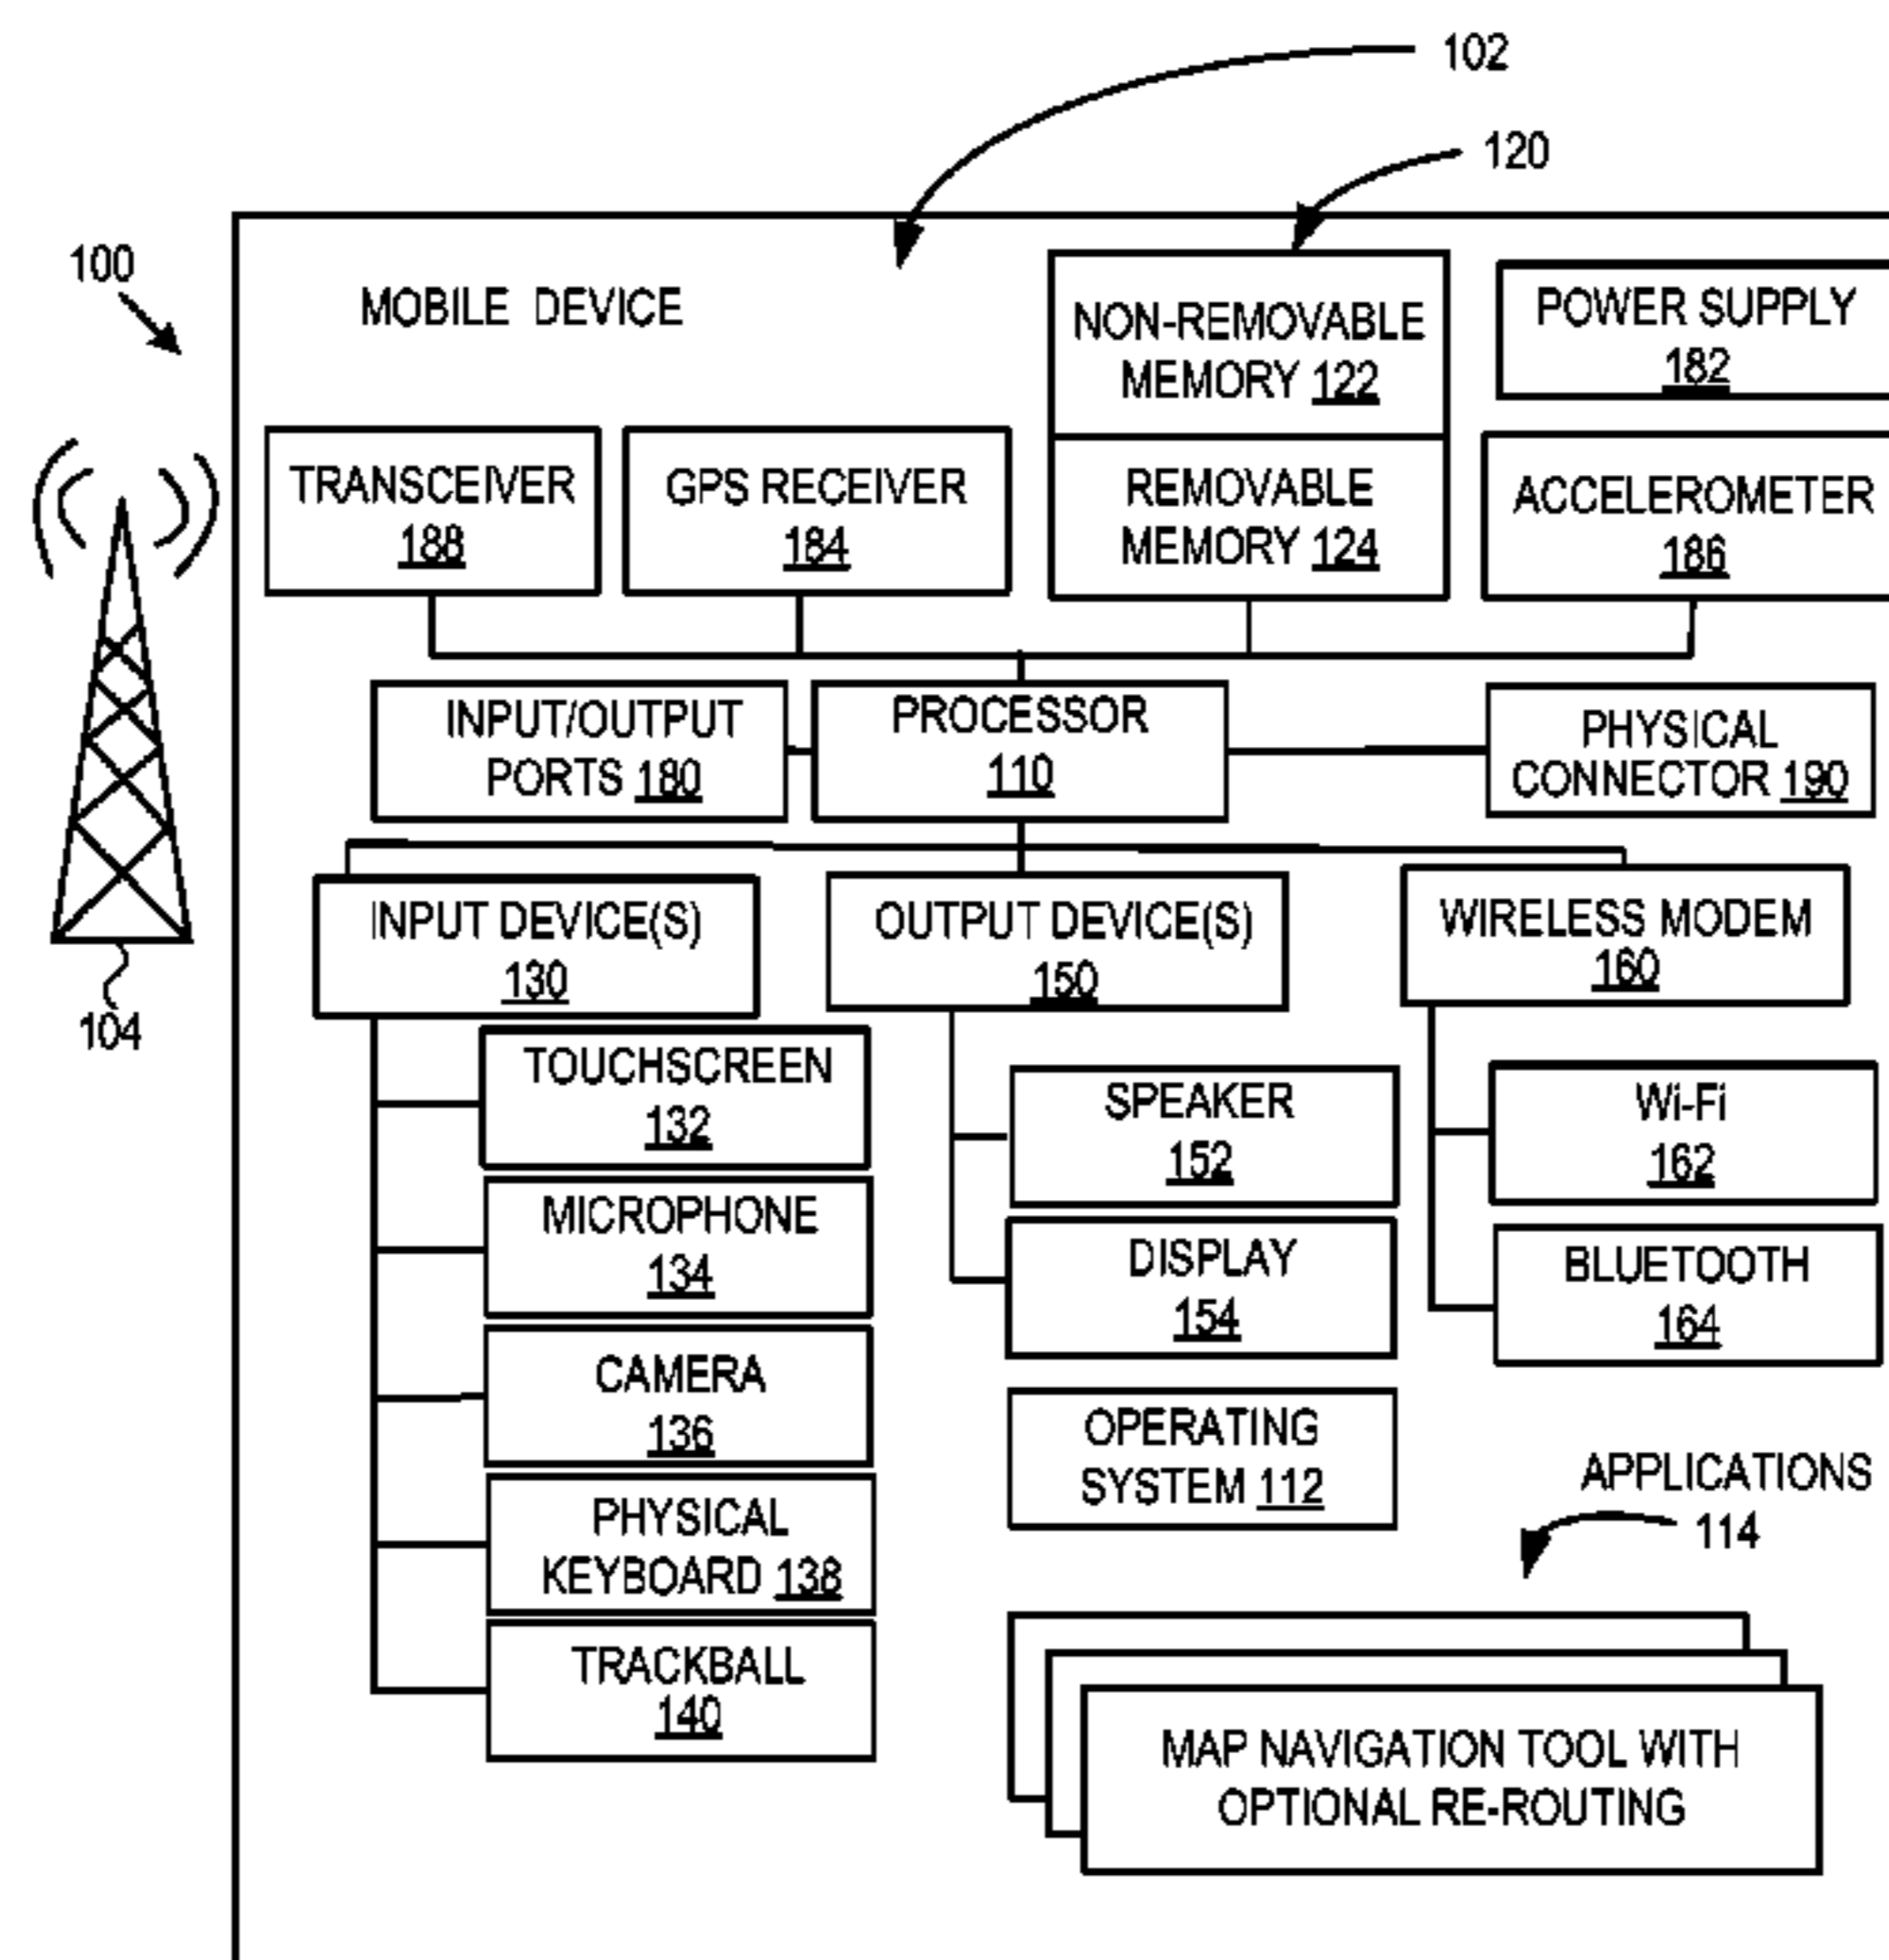 102
120
100
MOBILE DEVICE
NON-REMOVABLE
MEMORY 122
POWER SUPPLY
182
TRANSCEIVER
188
GPS RECEIVER
184
REMOVABLE
MEMORY 124
ACCELEROMETER
186
INPUT/OUTPUT
PORTS 180
PROCESSOR
110
PHYSICAL
CONNECTOR 190
INPUT DEVICE(S)
130
OUTPUT DEVICE(S)
150
WIRELESS MODEM
160
104
TOUCHSCREEN
132
SPEAKER
152
Wi-Fi
162
MICROPHONE
134
DISPLAY
154
BLUETOOTH
164
CAMERA
136
OPERATING
SYSTEM 112
APPLICATIONS
114
PHYSICAL
KEYBOARD 138
TRACKBALL
140
MAP NAVIGATION TOOL WITH
OPTIONAL RE-ROUTING